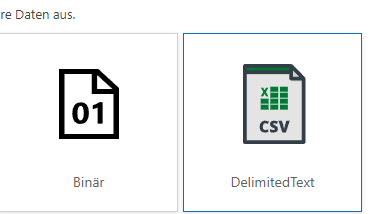 re Daten aus.
01
X
CSV
Binär
DelimitedText